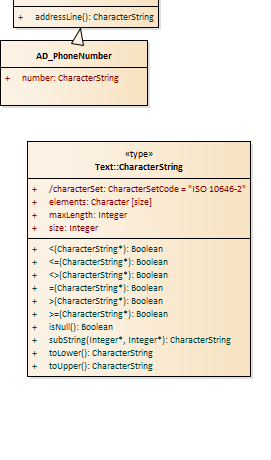 + addressLine(): CharacterString
AD_PhoneNumber
+ number: CharacterString
«type»
Text::CharacterString
+ /characterSet: CharacterSetCode = "ISO 10646-2"
+ elements: Character [size]
+ maxLength: Integer
+ size: Integer
+ <(CharacterString*): Boolean
+ <=(CharacterString*): Boolean
+ <>(CharacterString*): Boolean
+ =(CharacterString*): Boolean
+ >(CharacterString*): Boolean
+ >=(CharacterString*): Boolean
+ isNull(): Boolean
+ subString(Integer*, Integer*): CharacterString
+ toLower(): CharacterString
+ toUpper(): CharacterString